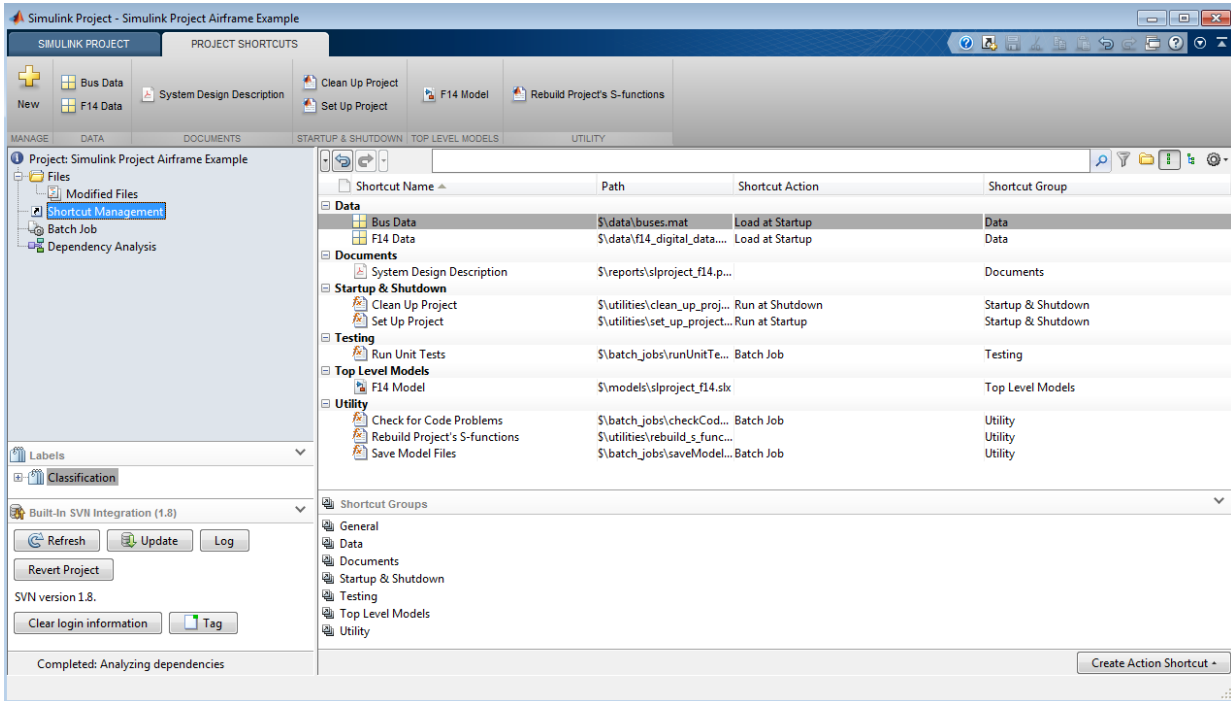 Simulink Project - Simulink Project Airframe Example
SIMULINK PROJECT PROJECT SHORTCUTS
New
Bus Data
F14 Data
System Design Description
Clean Up Project
Set Up Project
F14 Model
Rebuild Project's S-functions
MANAGE DATA DOCUMENTS STARTUP & SHUTDOWN TOP LEVEL MODELS UTILITY
Project: Simulink Project Airframe Example
Files
Modified Files
Shortcut Management
Batch Job
Dependency Analysis
Labels
Classification
Built-In SVN Integration (1.8)
Refresh Update Log
Revert Project
SVN version 1.8.
Clear login information Tag
Completed: Analyzing dependencies
Shortcut Name Path Shortcut Action Shortcut Group
Data
Bus Data $\data\buses.mat Load at Startup Data
F14 Data $\data\f14_digital_data.... Load at Startup Data
Documents
System Design Description $\reports\slproject_f14.p... Documents
Startup & Shutdown
Clean Up Project $\utilities\clean_up_proj... Run at Shutdown Startup & Shutdown
Set Up Project $\utilities\set_up_project... Run at Startup Startup & Shutdown
Testing
Run Unit Tests $\batch_jobs\runUnitTe... Batch Job Testing
Top Level Models
F14 Model $\models\slproject_f14.slx Top Level Models
Utility
Check for Code Problems $\batch_jobs\checkCod... Batch Job Utility
Rebuild Project's S-functions $\utilities\rebuild_s_func... Utility
Save Model Files $\batch_jobs\saveModel... Batch Job Utility
Shortcut Groups
General
Data
Documents
Startup & Shutdown
Testing
Top Level Models
Utility
Create Action Shortcut